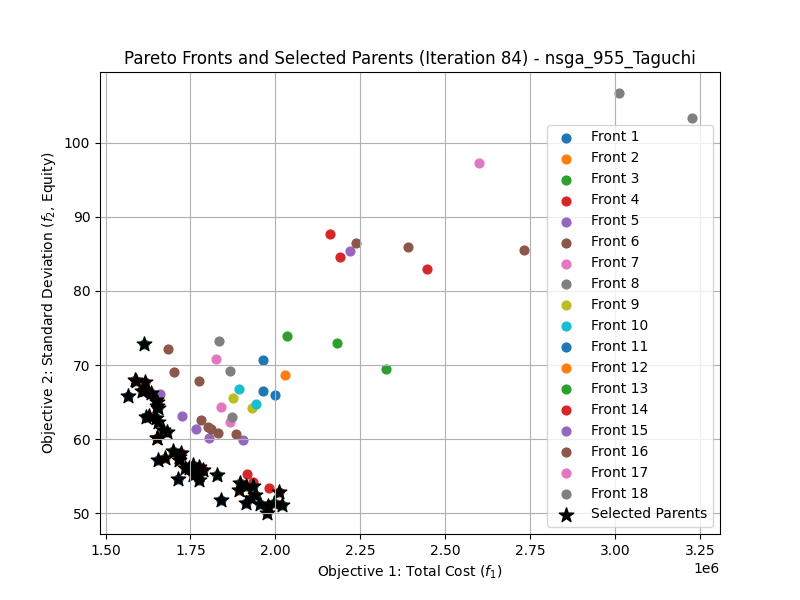 Pareto Fronts and Selected Parents (Iteration 84) - nsga_955_Taguchi
Objective 2: Standard Deviation (f₂, Equity)
100
90
80
70
60
50
1.50 1.75 2.00 2.25 2.50 2.75 3.00 3.25
1e6
Objective 1: Total Cost (f₁)
Front 1
Front 2
Front 3
Front 4
Front 5
Front 6
Front 7
Front 8
Front 9
Front 10
Front 11
Front 12
Front 13
Front 14
Front 15
Front 16
Front 17
Front 18
Selected Parents